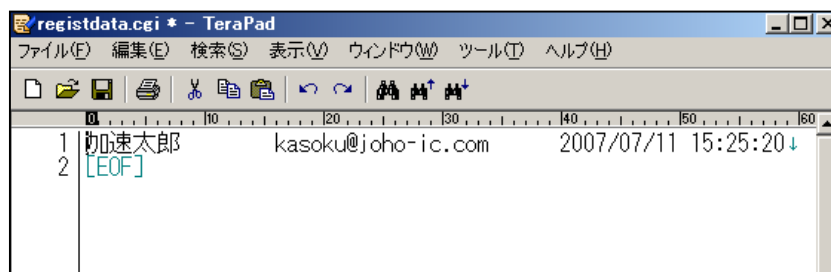 registdata.cgi * - TeraPad
ファイル(F) 編集(E) 検索(S) 表示(V) ウィンドウ(W) ツール(T) ヘルプ(H)
0 10 20 30 40 50 60
1 加速太郎 kasoku@joho-ic.com 2007/07/11 15:25:20↓
2 [EOF]